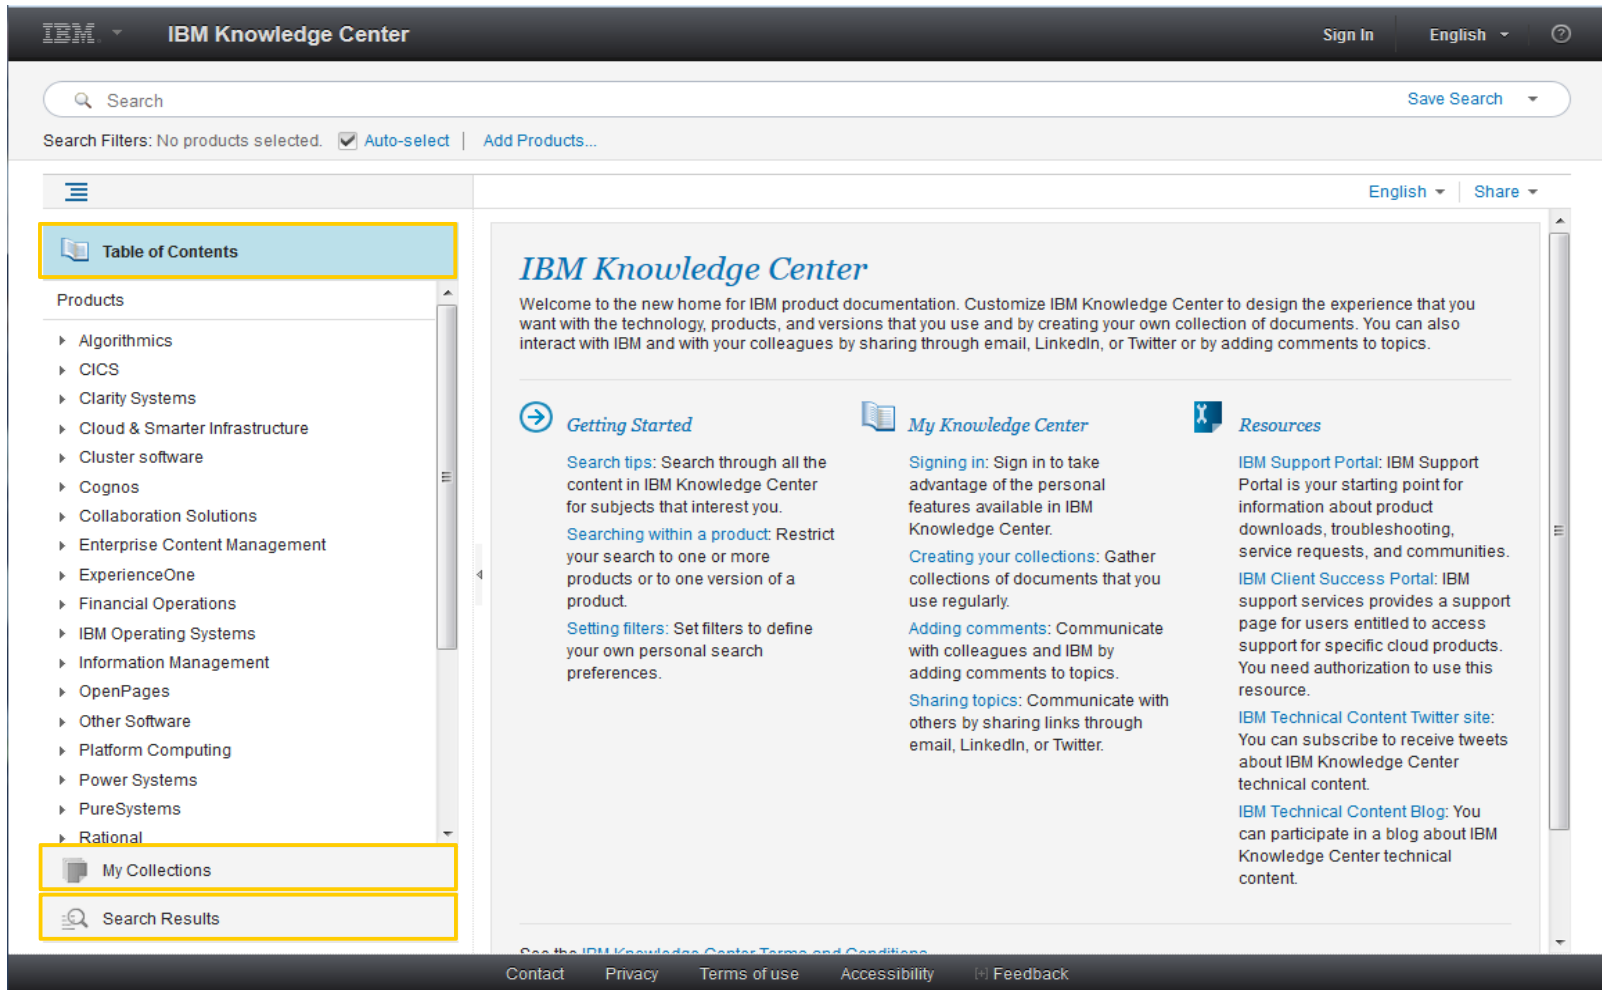 IBM IBM Knowledge Center Sign In English
Search Save Search
Search Filters: No products selected. Auto-select | Add Products...
English Share
Table of Contents
Products
Algorithmics
CICS
Clarity Systems
Cloud & Smarter Infrastructure
Cluster software
Cognos
Collaboration Solutions
Enterprise Content Management
ExperienceOne
Financial Operations
IBM Operating Systems
Information Management
OpenPages
Other Software
Platform Computing
Power Systems
PureSystems
Rational
My Collections
Search Results
IBM Knowledge Center
Welcome to the new home for IBM product documentation. Customize IBM Knowledge Center to design the experience that you
want with the technology, products, and versions that you use and by creating your own collection of documents. You can also
interact with IBM and with your colleagues by sharing through email, LinkedIn, or Twitter or by adding comments to topics.
Getting Started
Search tips: Search through all the
content in IBM Knowledge Center
for subjects that interest you.
Searching within a product: Restrict
your search to one or more
products or to one version of a
product.
Setting filters: Set filters to define
your own personal search
preferences.
My Knowledge Center
Signing in: Sign in to take
advantage of the personal
features available in IBM
Knowledge Center.
Creating your collections: Gather
collections of documents that you
use regularly.
Adding comments: Communicate
with colleagues and IBM by
adding comments to topics.
Sharing topics: Communicate with
others by sharing links through
email, LinkedIn, or Twitter.
Resources
IBM Support Portal: IBM Support
Portal is your starting point for
information about product
downloads, troubleshooting,
service requests, and communities.
IBM Client Success Portal: IBM
support services provides a support
page for users entitled to access
support for specific cloud products.
You need authorization to use this
resource.
IBM Technical Content Twitter site:
You can subscribe to receive tweets
about IBM Knowledge Center
technical content.
IBM Technical Content Blog: You
can participate in a blog about IBM
Knowledge Center technical
content.
See the IBM Knowledge Center Terms and Conditions
Contact Privacy Terms of use Accessibility [+] Feedback